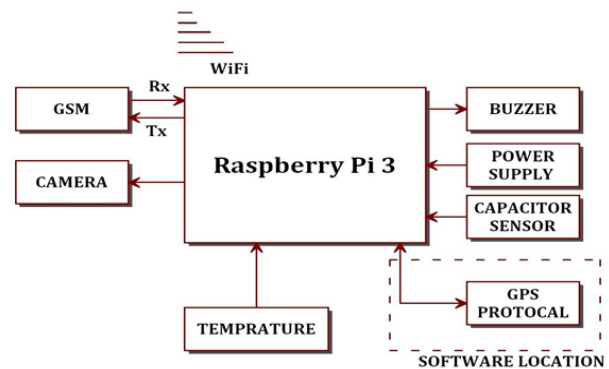 WiFi
Rx
GSM
Tx
CAMERA
Raspberry Pi 3
BUZZER
POWER
SUPPLY
CAPACITOR
SENSOR
TEMPRATURE
GPS
PROTOCAL
SOFTWARE LOCATION